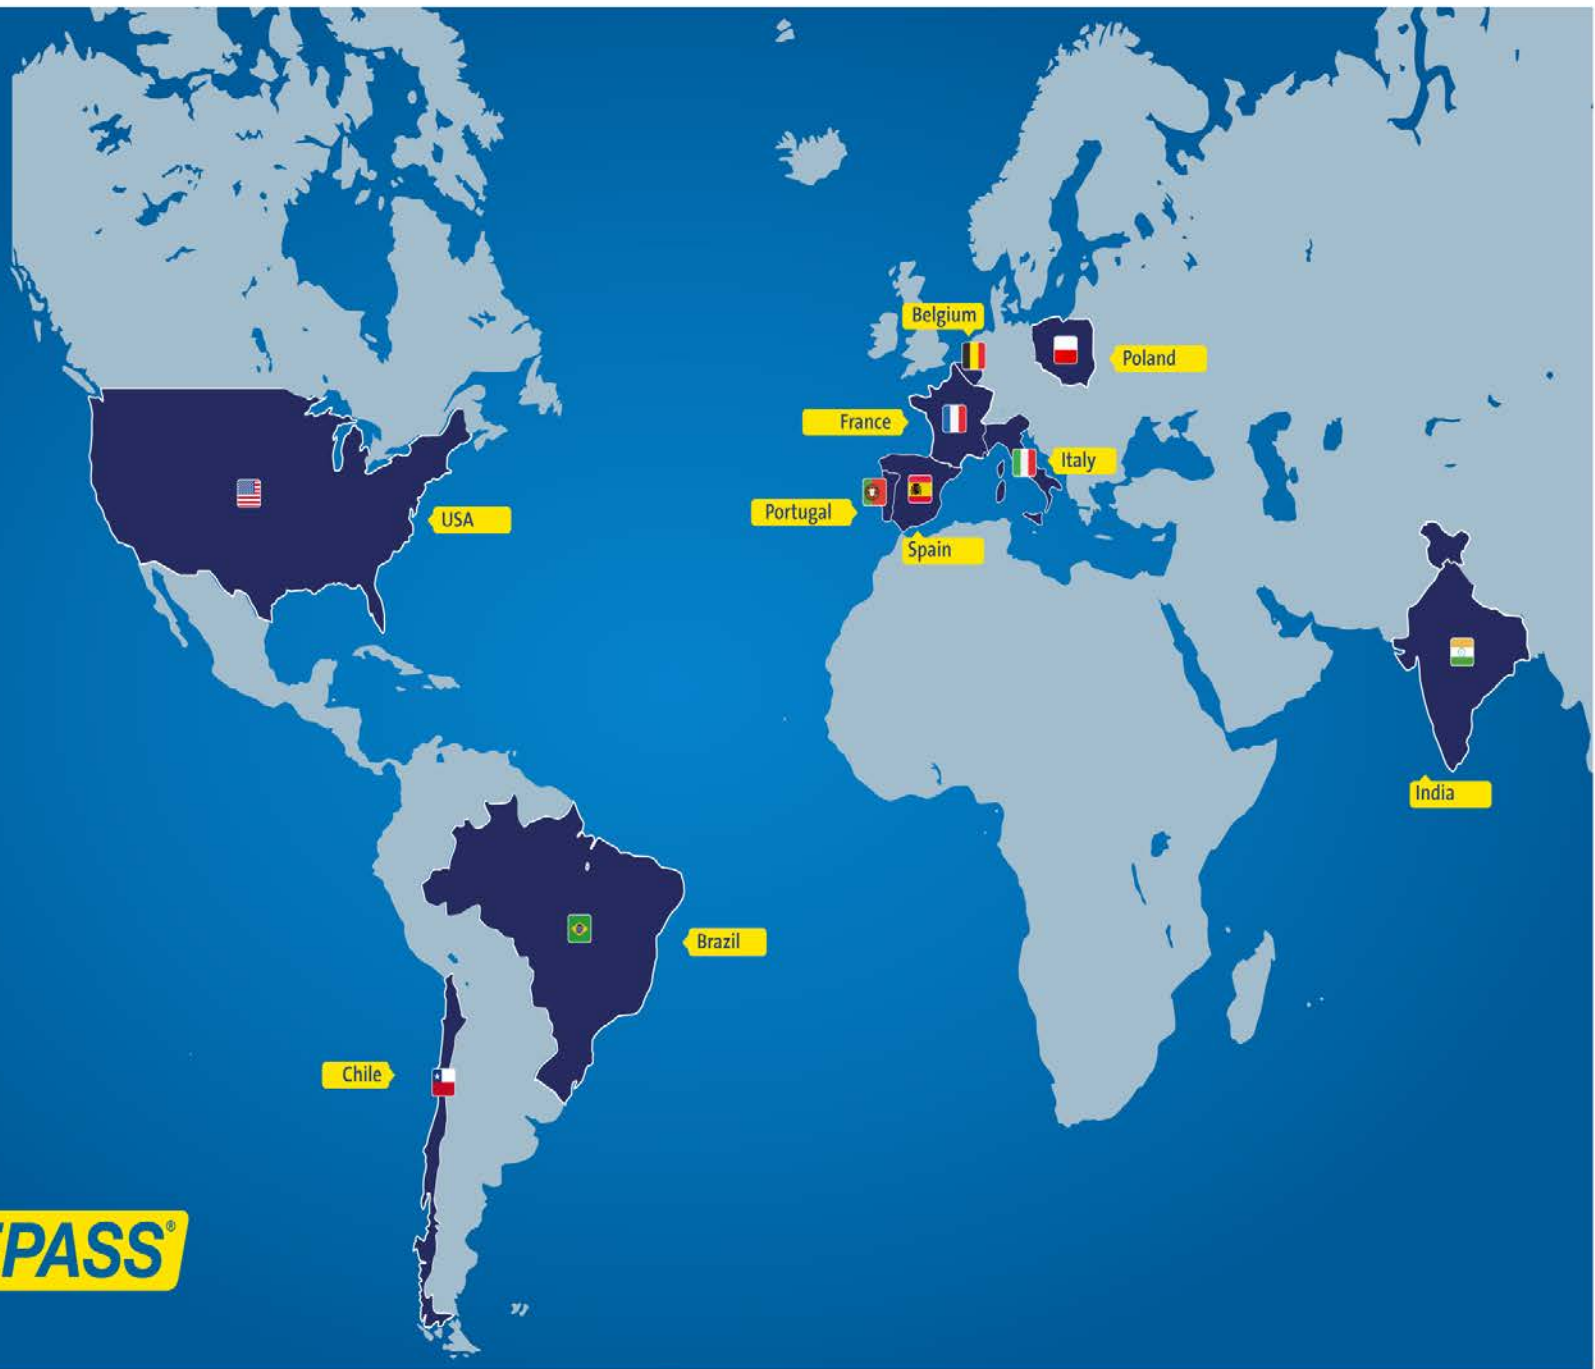 Belgium
Poland
France
Italy
Portugal
USA
Spain
India
Brazil
Chile
PASS®